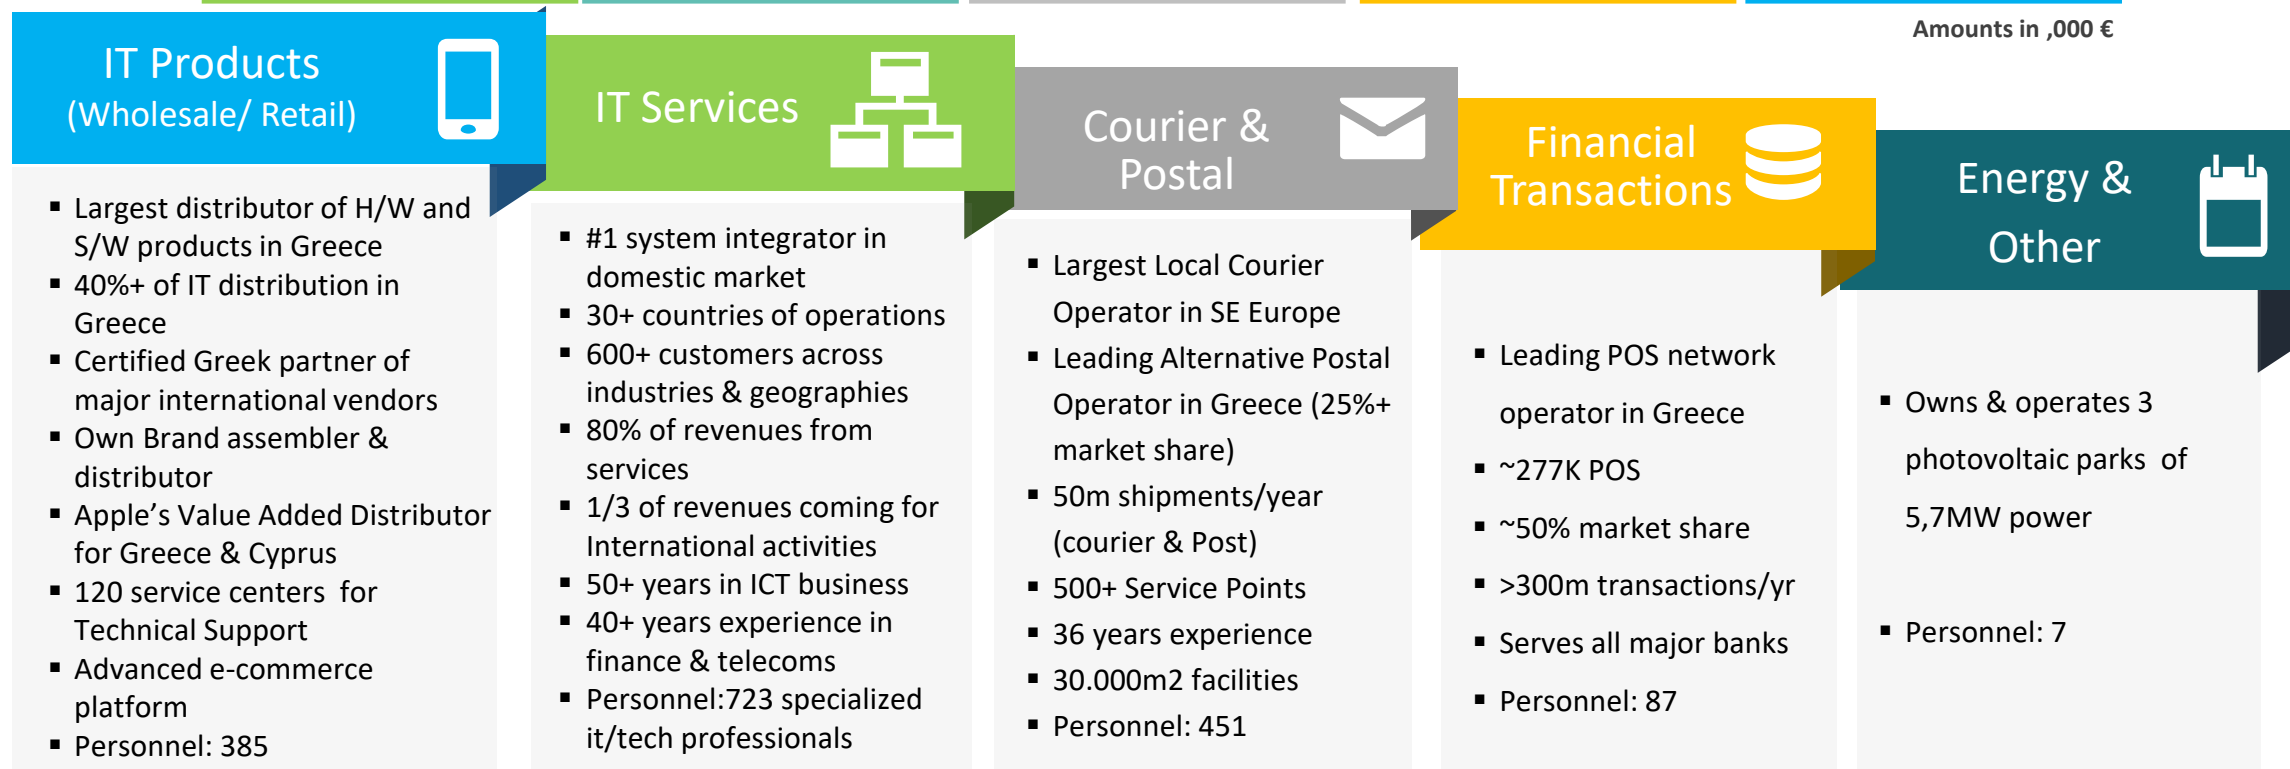 Amounts in ,000 €
IT Products
(Wholesale/ Retail)
▪ Largest distributor of H/W and
S/W products in Greece
▪ 40%+ of IT distribution in
Greece
▪ Certified Greek partner of
major international vendors
▪ Own Brand assembler &
distributor
▪ Apple’s Value Added Distributor
for Greece & Cyprus
▪ 120 service centers  for
Technical Support
▪ Advanced e-commerce
platform
▪ Personnel: 385
IT Services
▪ #1 system integrator in
domestic market
▪ 30+ countries of operations
▪ 600+ customers across
industries & geographies
▪ 80% of revenues from
services
▪ 1/3 of revenues coming for
International activities
▪ 50+ years in ICT business
▪ 40+ years experience in
finance & telecoms
▪ Personnel:723 specialized
it/tech professionals
Courier &
Postal
▪ Largest Local Courier
Operator in SE Europe
▪ Leading Alternative Postal
Operator in Greece (25%+
market share)
▪ 50m shipments/year
(courier & Post)
▪ 500+ Service Points
▪ 36 years experience
▪ 30.000m2 facilities
▪ Personnel: 451
Financial
Transactions
▪ Leading POS network
operator in Greece
▪ ~277K POS
▪ ~50% market share
▪ >300m transactions/yr
▪ Serves all major banks
▪ Personnel: 87
Energy &
Other
▪ Owns & operates 3
photovoltaic parks  of
5,7MW power
▪ Personnel: 7